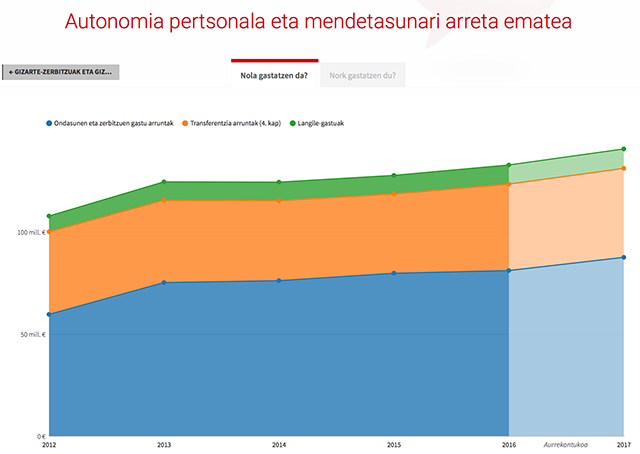 Autonomia pertsonala eta mendetasunari arreta ematea
← GIZARTE-ZERBITZUAK ETA GIZ...
Nola gastatzen da?
Nork gastatzen du?
Ondasunen eta zerbitzuen gastu arruntak
Transferentzia arruntak (4. kap)
Langile-gastuak
100 mill. €
50 mill. €
0 €
2012
2013
2014
2015
2016
Aurrekontukoa
2017